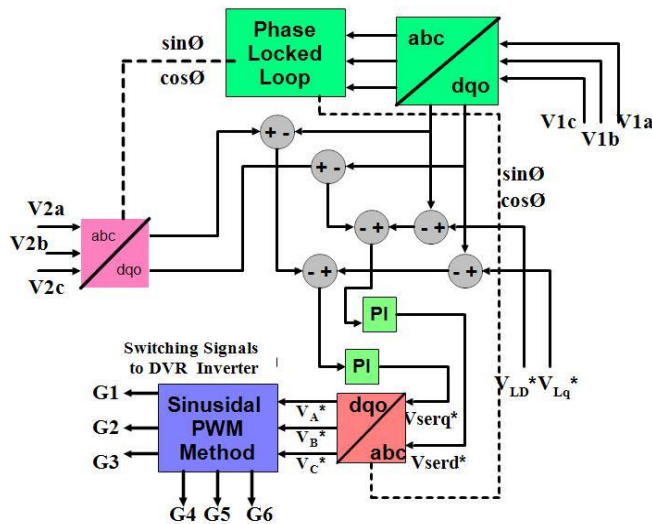 Phase
Locked
Loop
abc
dqo
sinØ
cosØ
V1c
V1b
V1a
+ -
+ -
sinØ
cosØ
V2a
V2b
V2c
abc
dqo
- +
- +
- +
- +
PI
PI
Switching Signals
to DVR Inverter
VLD*
VLq*
G1
G2
G3
Sinusidal
PWM
Method
VA*
VB*
VC*
dqo
abc
Vserq*
Vserd*
G4 G5 G6